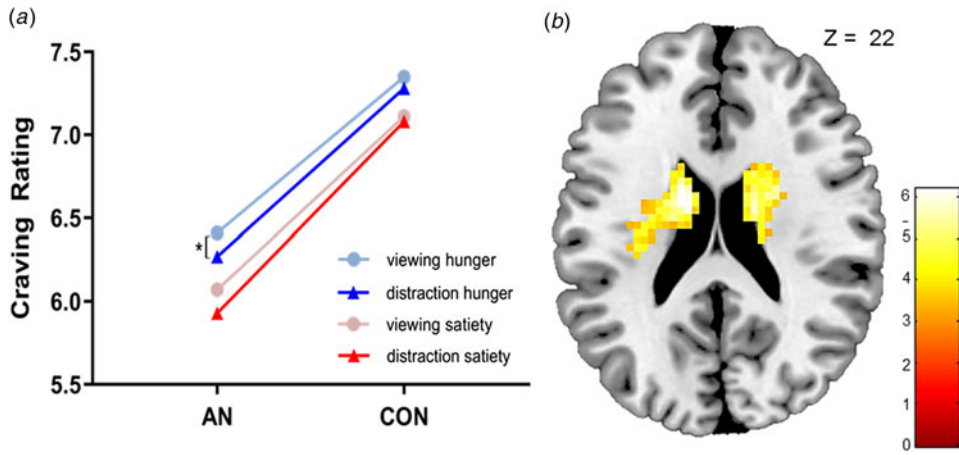 (a)
7.5
7.0
6.5
6.0
5.5
Craving Rating
*
AN
CON
viewing hunger
distraction hunger
viewing satiety
distraction satiety
(b)
Z = 22
6
5
4
3
2
1
0